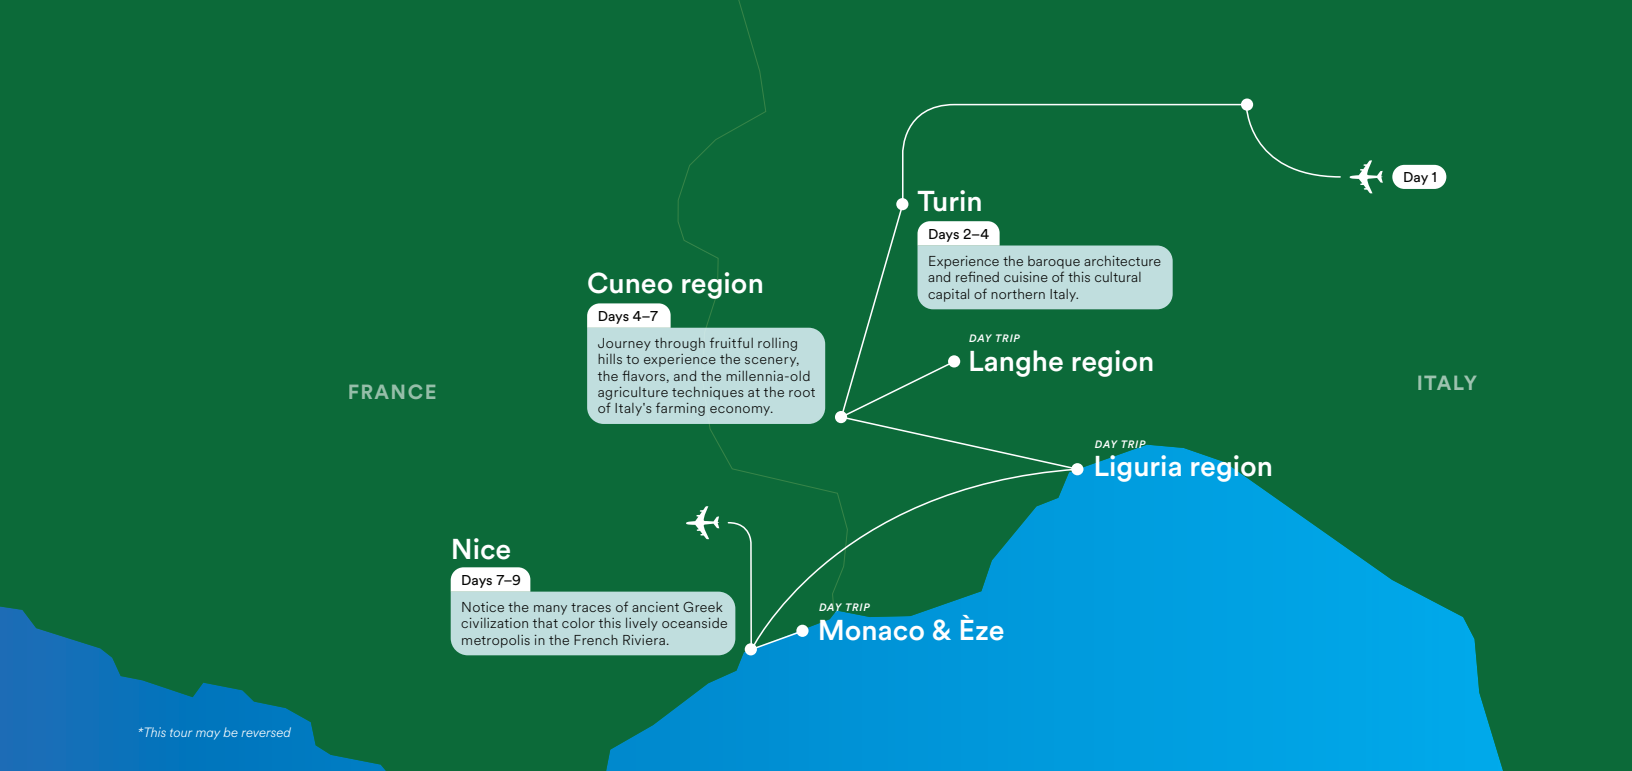 Day 1
Turin
Days 2–4
Experience the baroque architecture
and refined cuisine of this cultural
capital of northern Italy.
Cuneo region
Days 4–7
Journey through fruitful rolling
hills to experience the scenery,
the flavors, and the millennia-old
agriculture techniques at the root
of Italy's farming economy.
DAY TRIP
Langhe region
FRANCE
ITALY
DAY TRIP
Liguria region
Nice
Days 7–9
Notice the many traces of ancient Greek
civilization that color this lively oceanside
metropolis in the French Riviera.
DAY TRIP
Monaco & Èze
*This tour may be reversed